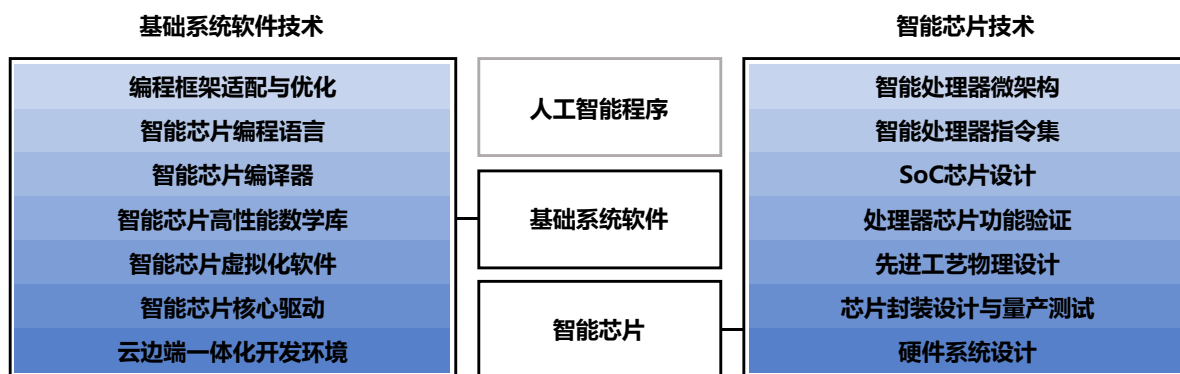 基础系统软件技术
编程框架适配与优化
智能芯片编程语言
智能芯片编译器
智能芯片高性能数学库
智能芯片虚拟化软件
智能芯片核心驱动
云边端一体化开发环境
人工智能程序
基础系统软件
智能芯片
智能芯片技术
智能处理器微架构
智能处理器指令集
SoC芯片设计
处理器芯片功能验证
先进工艺物理设计
芯片封装设计与量产测试
硬件系统设计